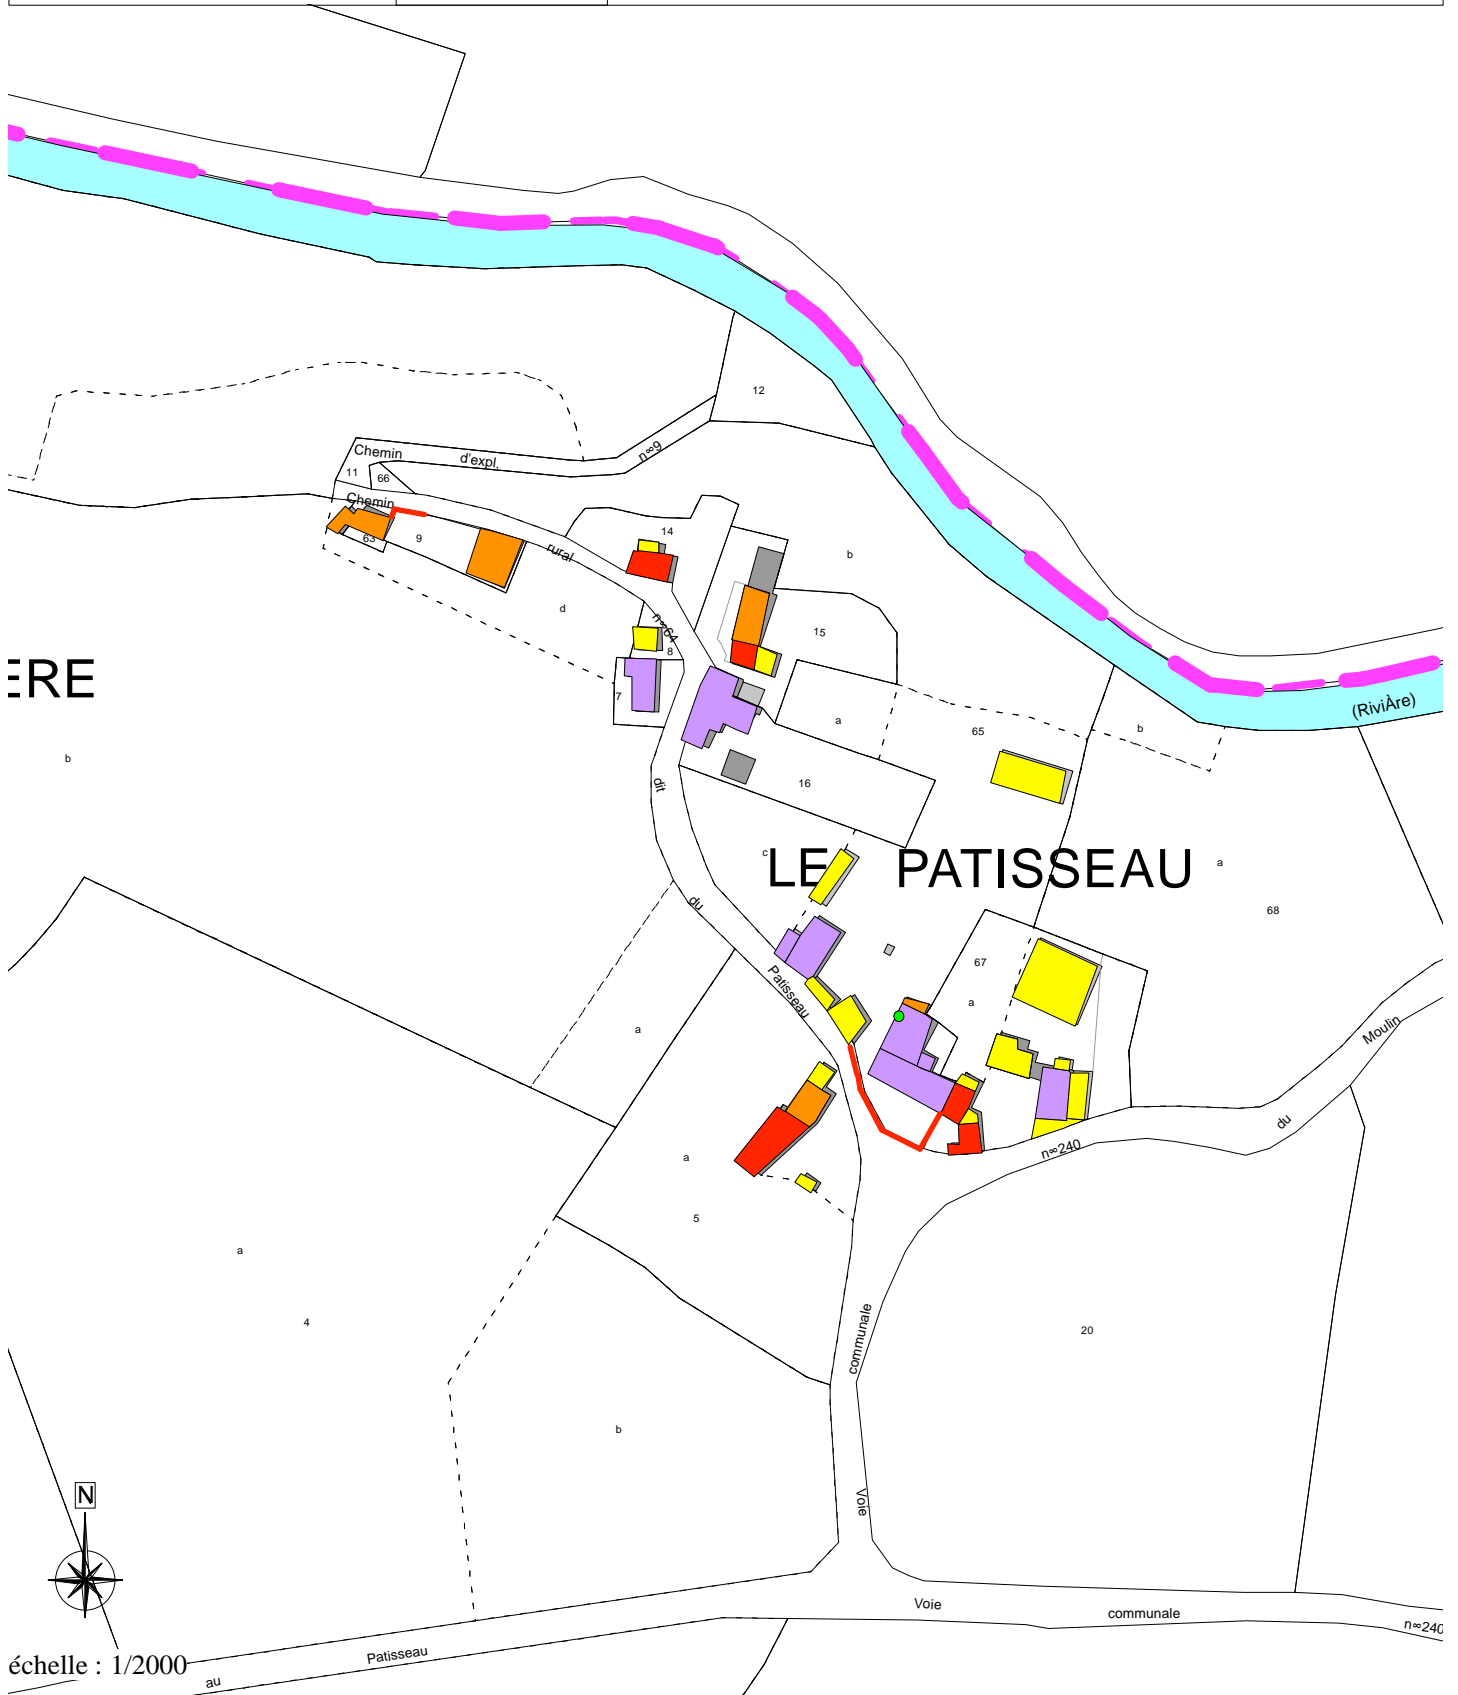 12
Chemin
d'expl.
n∞9
11
66
Chemin
63
9
rural
14
b
d
n∞64
8
15
7
ERE
(RiviÀre)
a
65
b
b
dit
16
c
LE PATISSEAU
a
68
du
67
a
Patisseau
a
Moulin
du
n∞240
a
5
a
4
communale
20
b
N
Voie
Voie
communale
n∞240
échelle : 1/2000
Patisseau
au